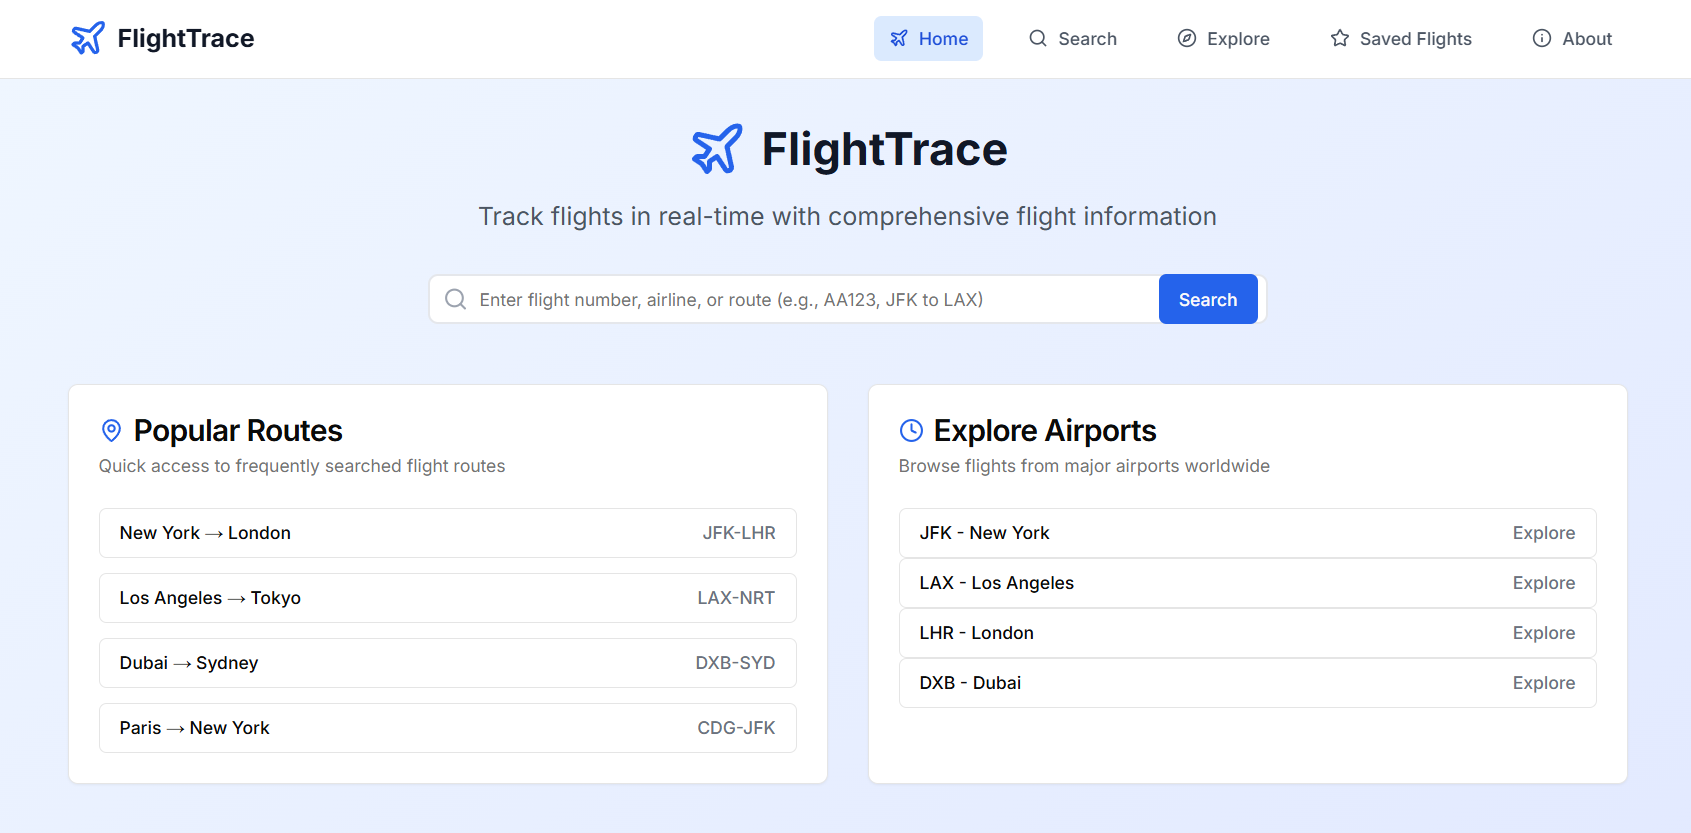 FlightTrace
Home
Search
Explore
Saved Flights
About
FlightTrace
Track flights in real-time with comprehensive flight information
Enter flight number, airline, or route (e.g., AA123, JFK to LAX)
Search
Popular Routes
Quick access to frequently searched flight routes
New York → London JFK-LHR
Los Angeles → Tokyo LAX-NRT
Dubai → Sydney DXB-SYD
Paris → New York CDG-JFK
Explore Airports
Browse flights from major airports worldwide
JFK - New York Explore
LAX - Los Angeles Explore
LHR - London Explore
DXB - Dubai Explore